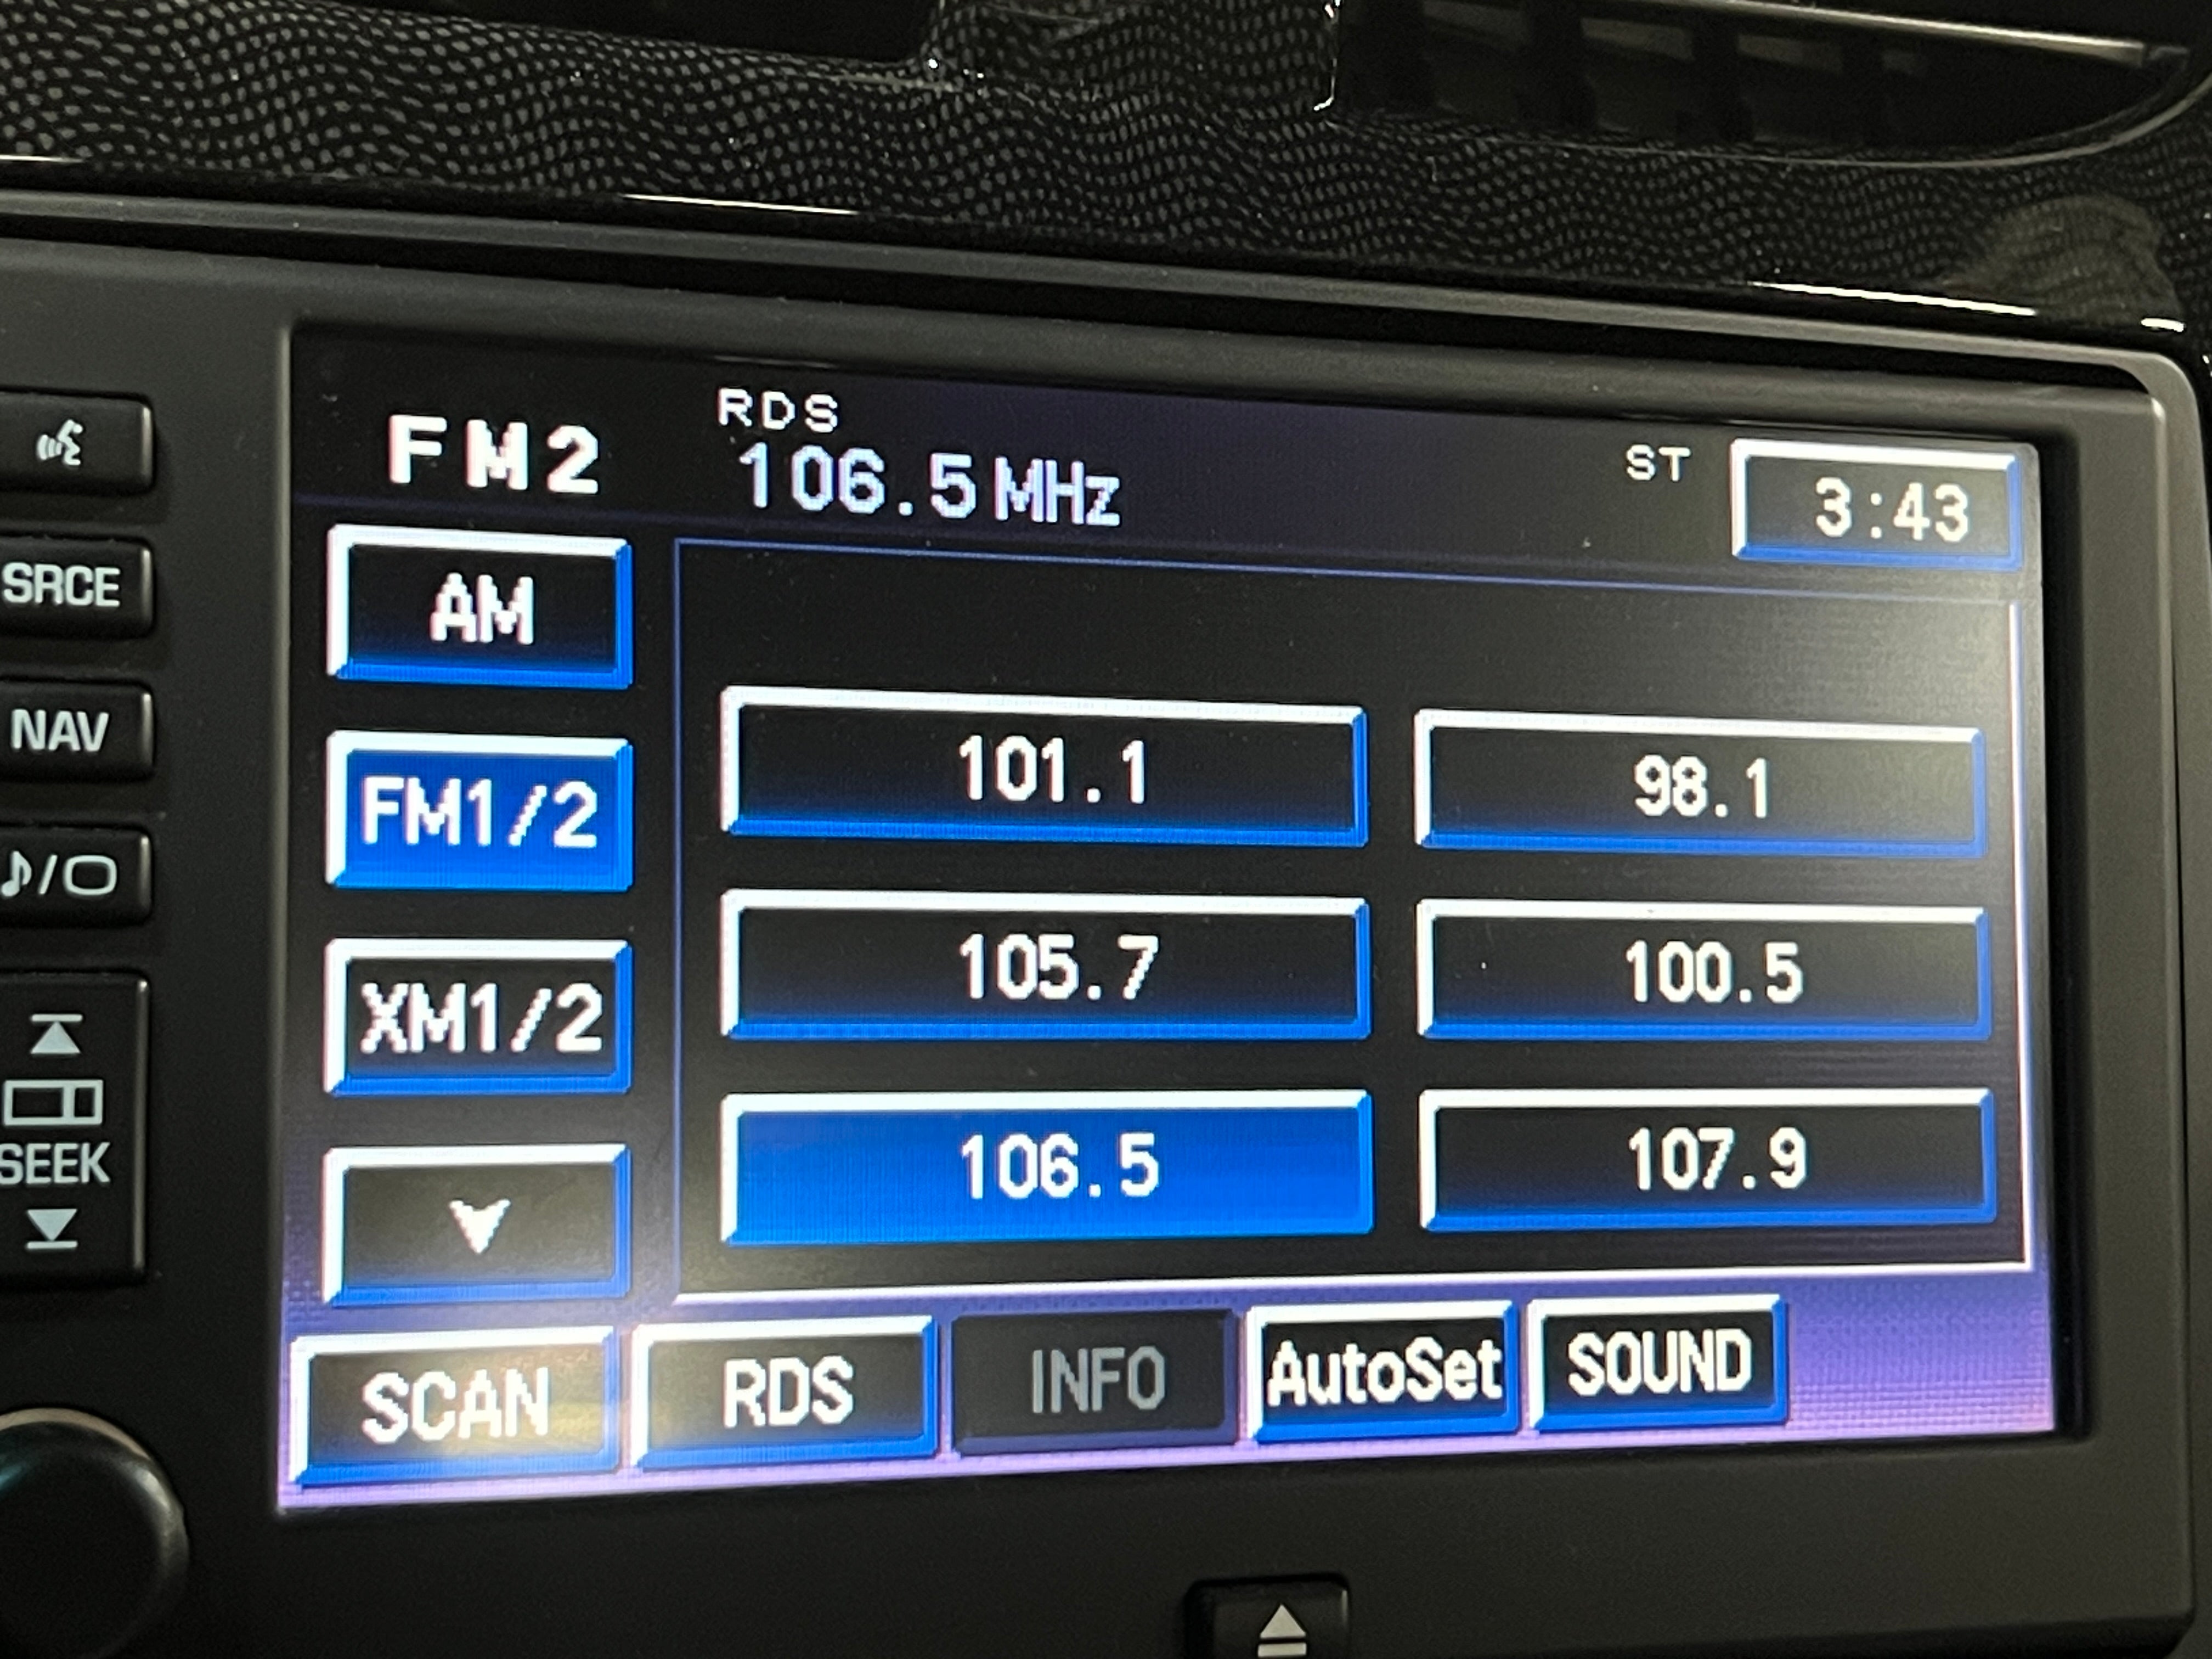 RDS
FM2 106.5 MHz ST 3:43
SRCE
NAV
SEEK
AM
FM1/2
XM1/2
101.1 98.1
105.7 100.5
106.5 107.9
SCAN RDS INFO AutoSet SOUND